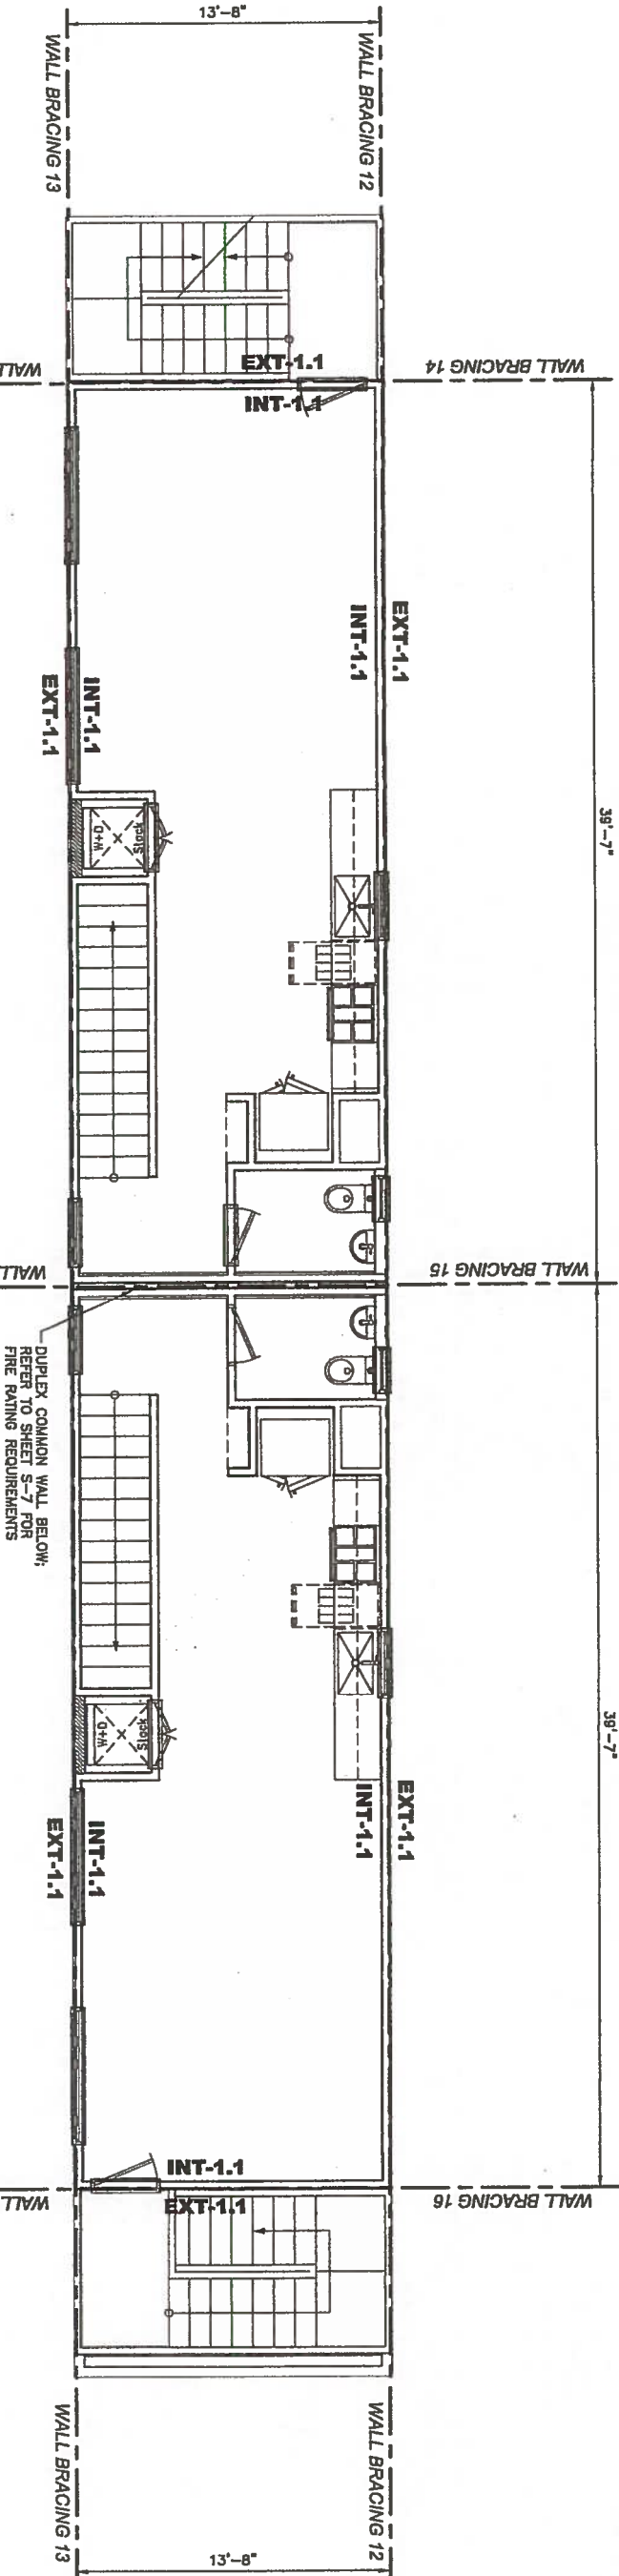 13'-8"
WALL BRACING 13
WALL BRACING 12
EXT-1.1
INT-1.1
WALL
WALL BRACING 14
EXT-1.1
INT-1.1
INT-1.1
EXT-1.1
39'-7"
W+D
Stack
WALL
WALL BRACING 15
DUPLEX COMMON WALL BELOW;
REFER TO SHEET S-7 FOR
FIRE RATING REQUIREMENTS
39'-7"
W+D
Stack
INT-1.1
EXT-1.1
INT-1.1
EXT-1.1
INT-1.1
EXT-1.1
WALL
WALL BRACING 16
WALL BRACING 13
WALL BRACING 12
13'-8"